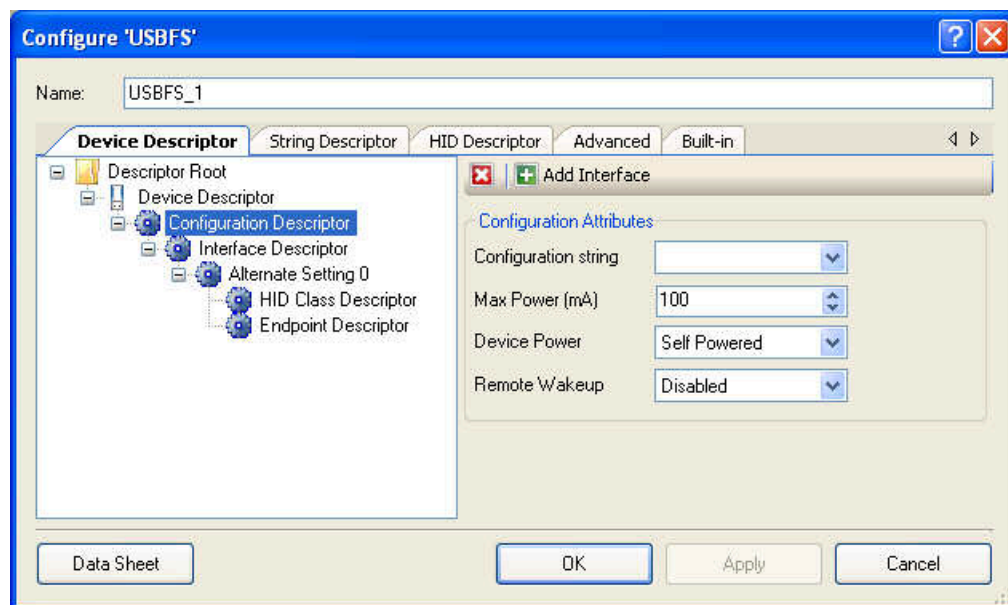 Configure 'USBFS'
Name: USBFS_1
Device Descriptor String Descriptor HID Descriptor Advanced Built-in
Descriptor Root
Device Descriptor
Configuration Descriptor
Interface Descriptor
Alternate Setting 0
HID Class Descriptor
Endpoint Descriptor
Add Interface
Configuration Attributes
Configuration string
Max Power (mA) 100
Device Power Self Powered
Remote Wakeup Disabled
Data Sheet OK Apply Cancel